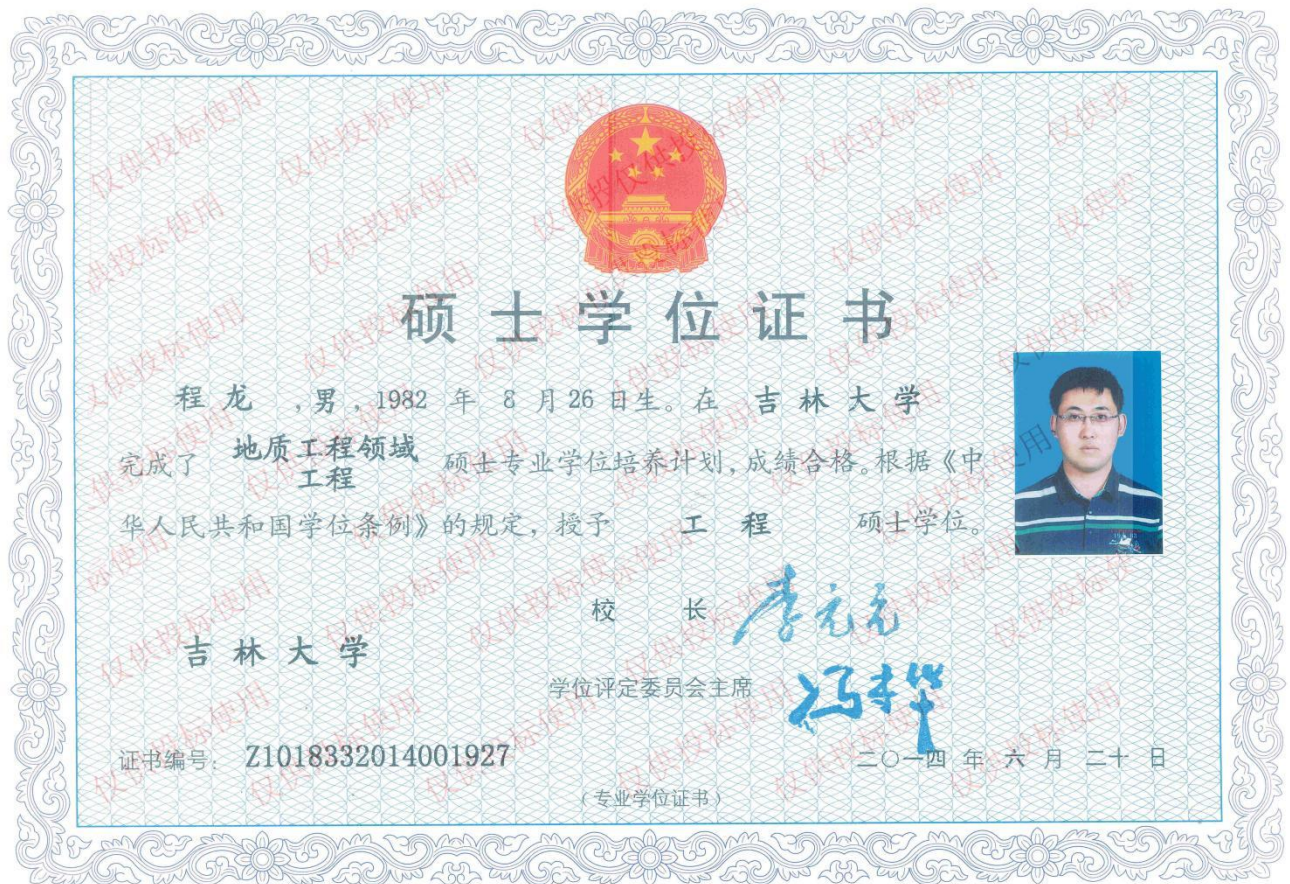 硕士学位证书
程龙,男,1982 年 8 月 26 日生。在 吉林大学
完成了 地质工程领域工程 硕士专业学位培养计划,成绩合格。根据《中
华人民共和国学位条例》的规定,授予 工程 硕士学位。
校 长 李元元
吉林大学
学位评定委员会主席
证书编号: Z1018332014001927
二〇一四 年 六 月 二十 日
(专业学位证书)
仅供投标使用